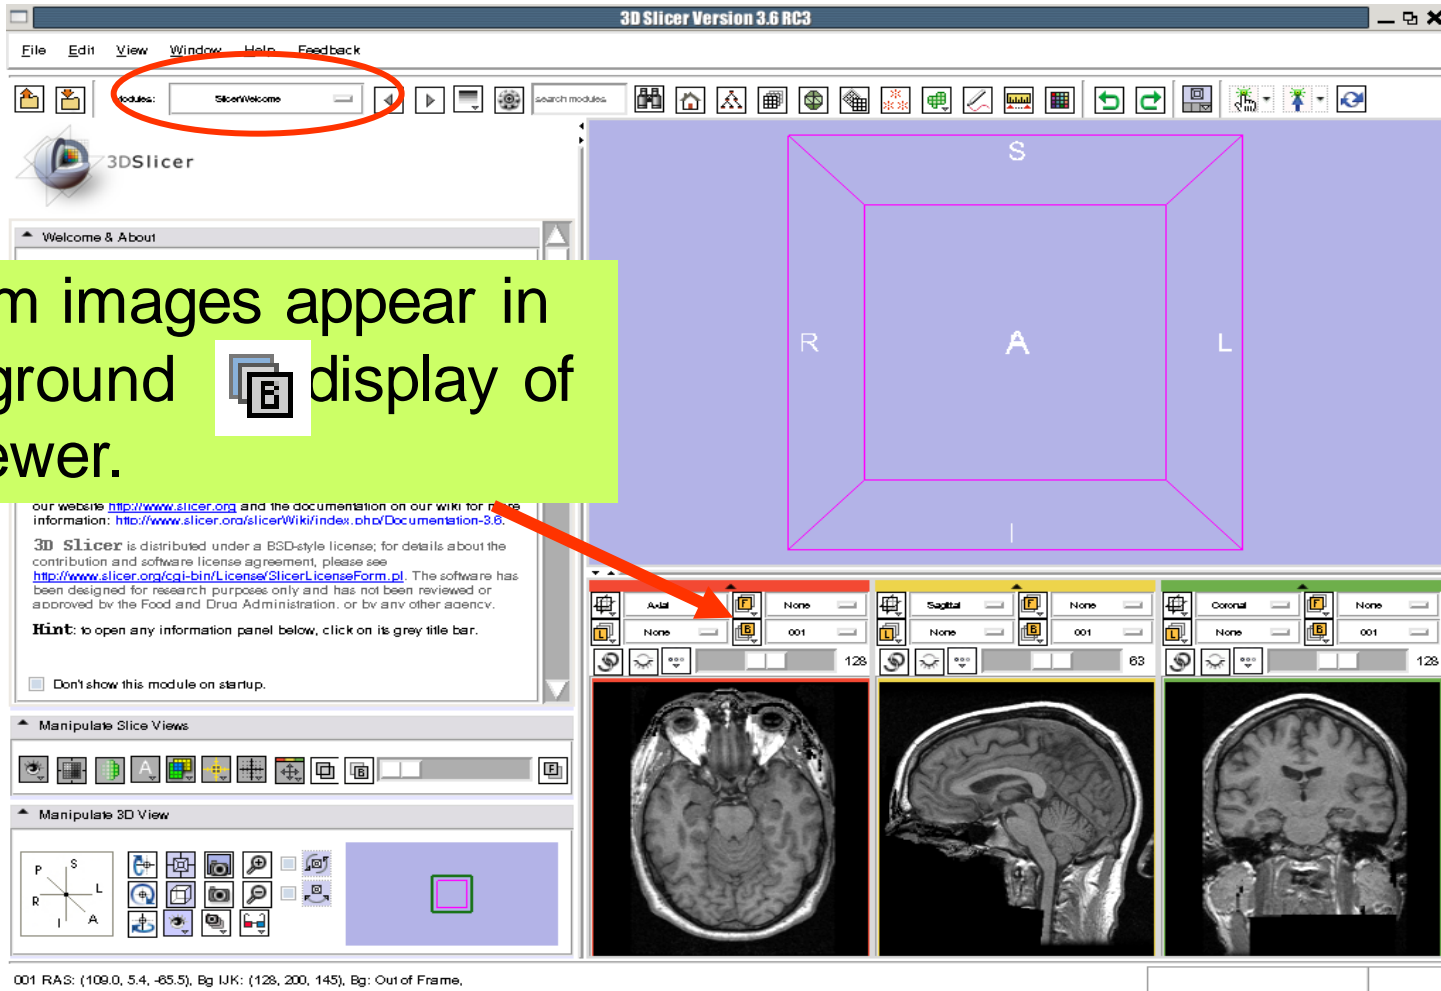 3D Slicer Version 3.6 RC3
File Edit View Window Help Feedback
Modules: SlicerWelcome search modules
3DSlicer
Welcome & About
m images appear in
ground B display of
ewer.
our website http://www.slicer.org and the documentation on our wiki for more
information: http://www.slicer.org/slicerWiki/index.php/Documentation-3.6.
3D Slicer is distributed under a BSD-style license; for details about the
contribution and software license agreement, please see
http://www.slicer.org/cgi-bin/License/SlicerLicenseForm.pl. The software has
been designed for research purposes only and has not been reviewed or
approved by the Food and Drug Administration, or by any other agency.
Hint: to open any information panel below, click on its grey title bar.
Don't show this module on startup.
Manipulate Slice Views
A B F
Manipulate 3D View
P S
R L
I A
S
R A L
I
Axial F None
L None B 001
128
Sagittal F None
L None B 001
63
Coronal F None
L None B 001
128
001 RAS: (109.0, 5.4, -65.5), Bg IJK: (128, 200, 145), Bg: Out of Frame,